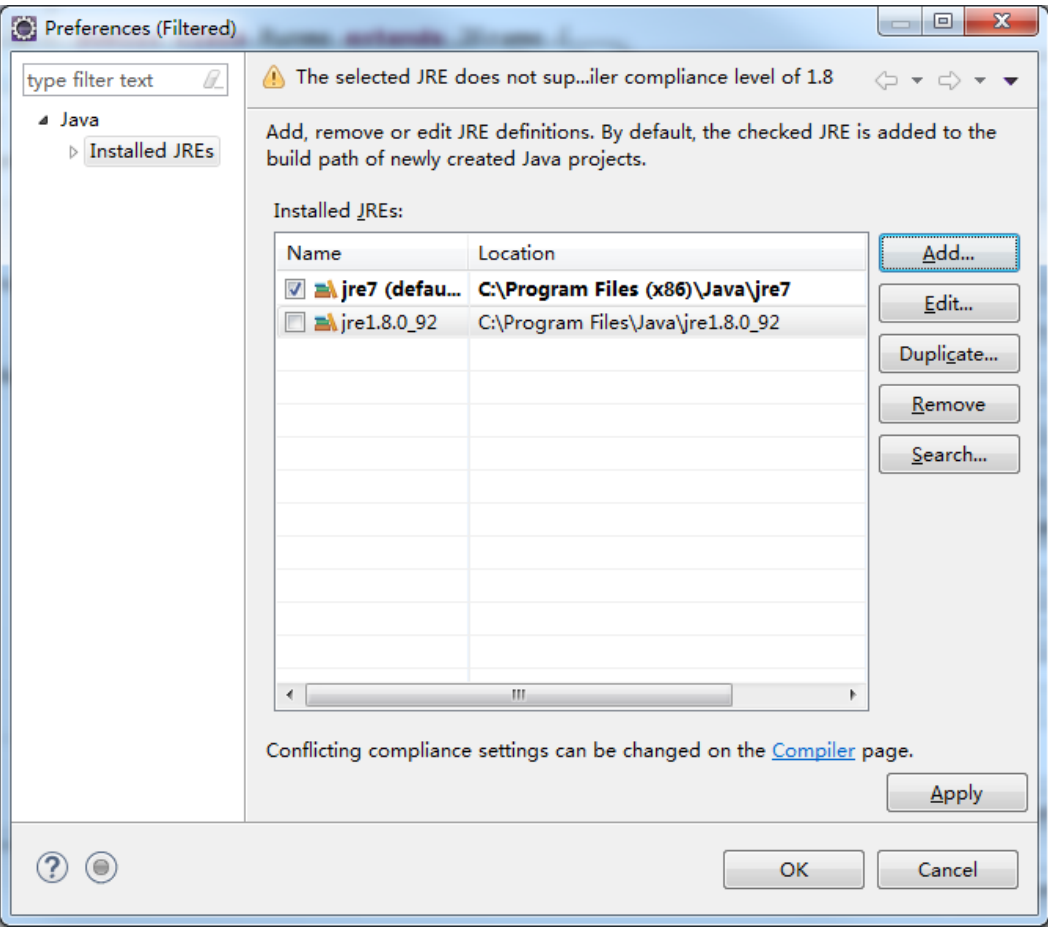 Preferences (Filtered)
type filter text
Java
Installed JREs
The selected JRE does not sup...iler compliance level of 1.8
Add, remove or edit JRE definitions. By default, the checked JRE is added to the
build path of newly created Java projects.
Installed JREs:
Name Location
jre7 (defau... C:\Program Files (x86)\Java\jre7
jre1.8.0_92 C:\Program Files\Java\jre1.8.0_92
Add...
Edit...
Duplicate...
Remove
Search...
Conflicting compliance settings can be changed on the Compiler page.
Apply
OK Cancel